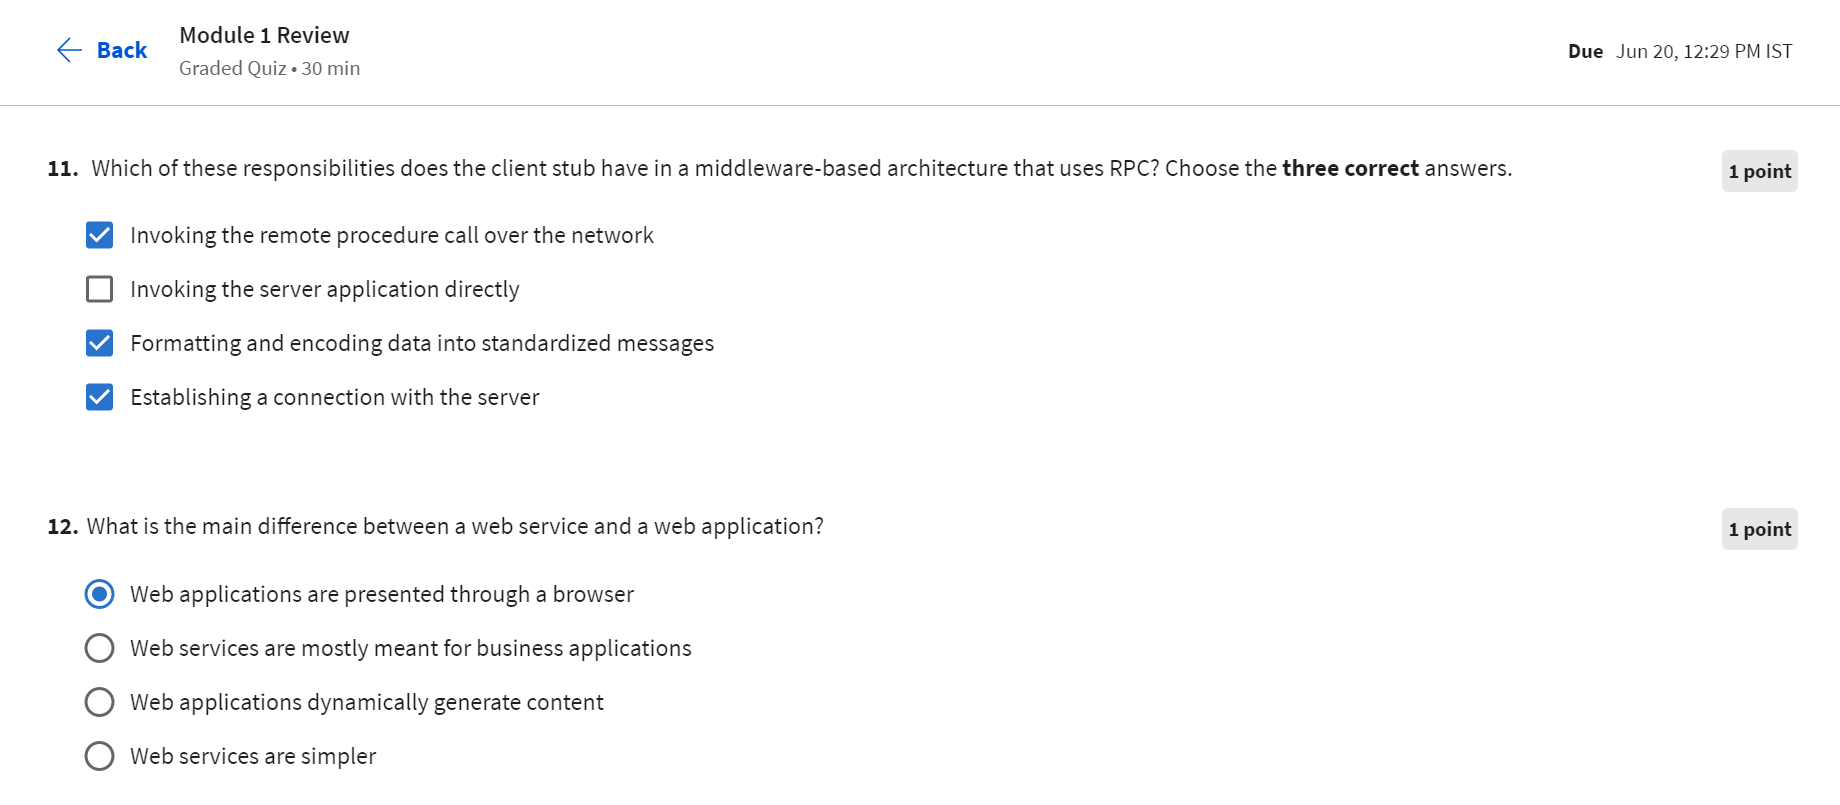 Back
Module 1 Review
Graded Quiz • 30 min
Due Jun 20, 12:29 PM IST
11. Which of these responsibilities does the client stub have in a middleware-based architecture that uses RPC? Choose the three correct answers.
1 point
Invoking the remote procedure call over the network
Invoking the server application directly
Formatting and encoding data into standardized messages
Establishing a connection with the server
12. What is the main difference between a web service and a web application?
1 point
Web applications are presented through a browser
Web services are mostly meant for business applications
Web applications dynamically generate content
Web services are simpler